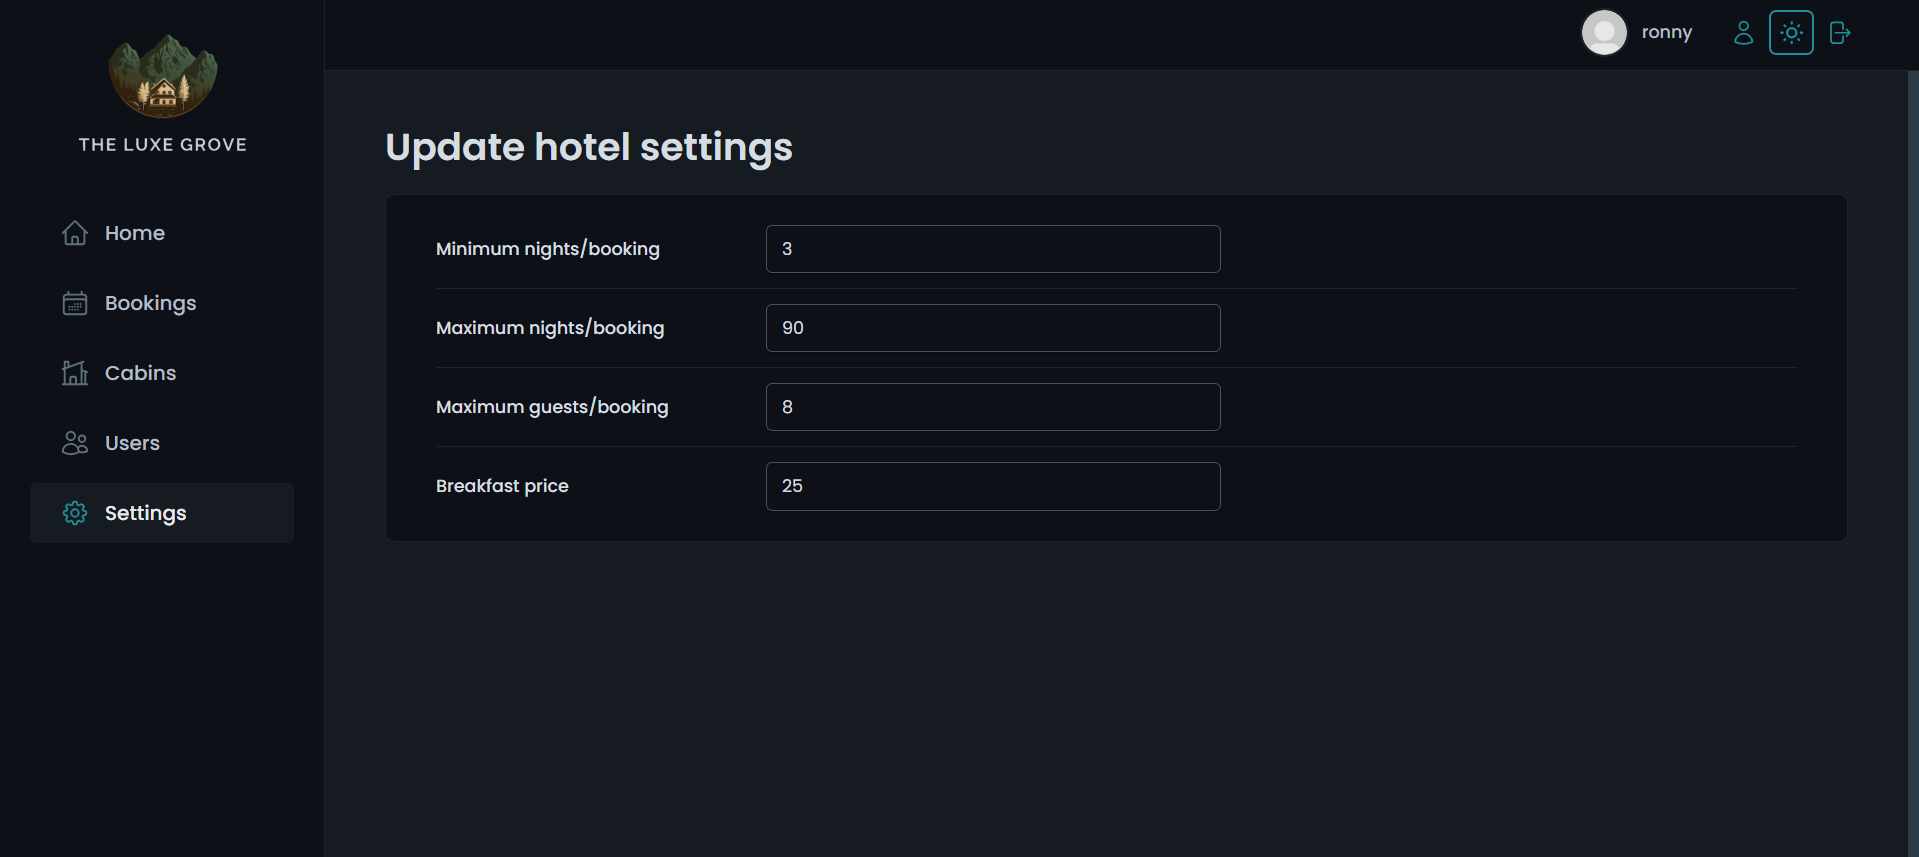 THE LUXE GROVE
Home
Bookings
Cabins
Users
Settings
ronny
Update hotel settings
Minimum nights/booking
3
Maximum nights/booking
90
Maximum guests/booking
8
Breakfast price
25